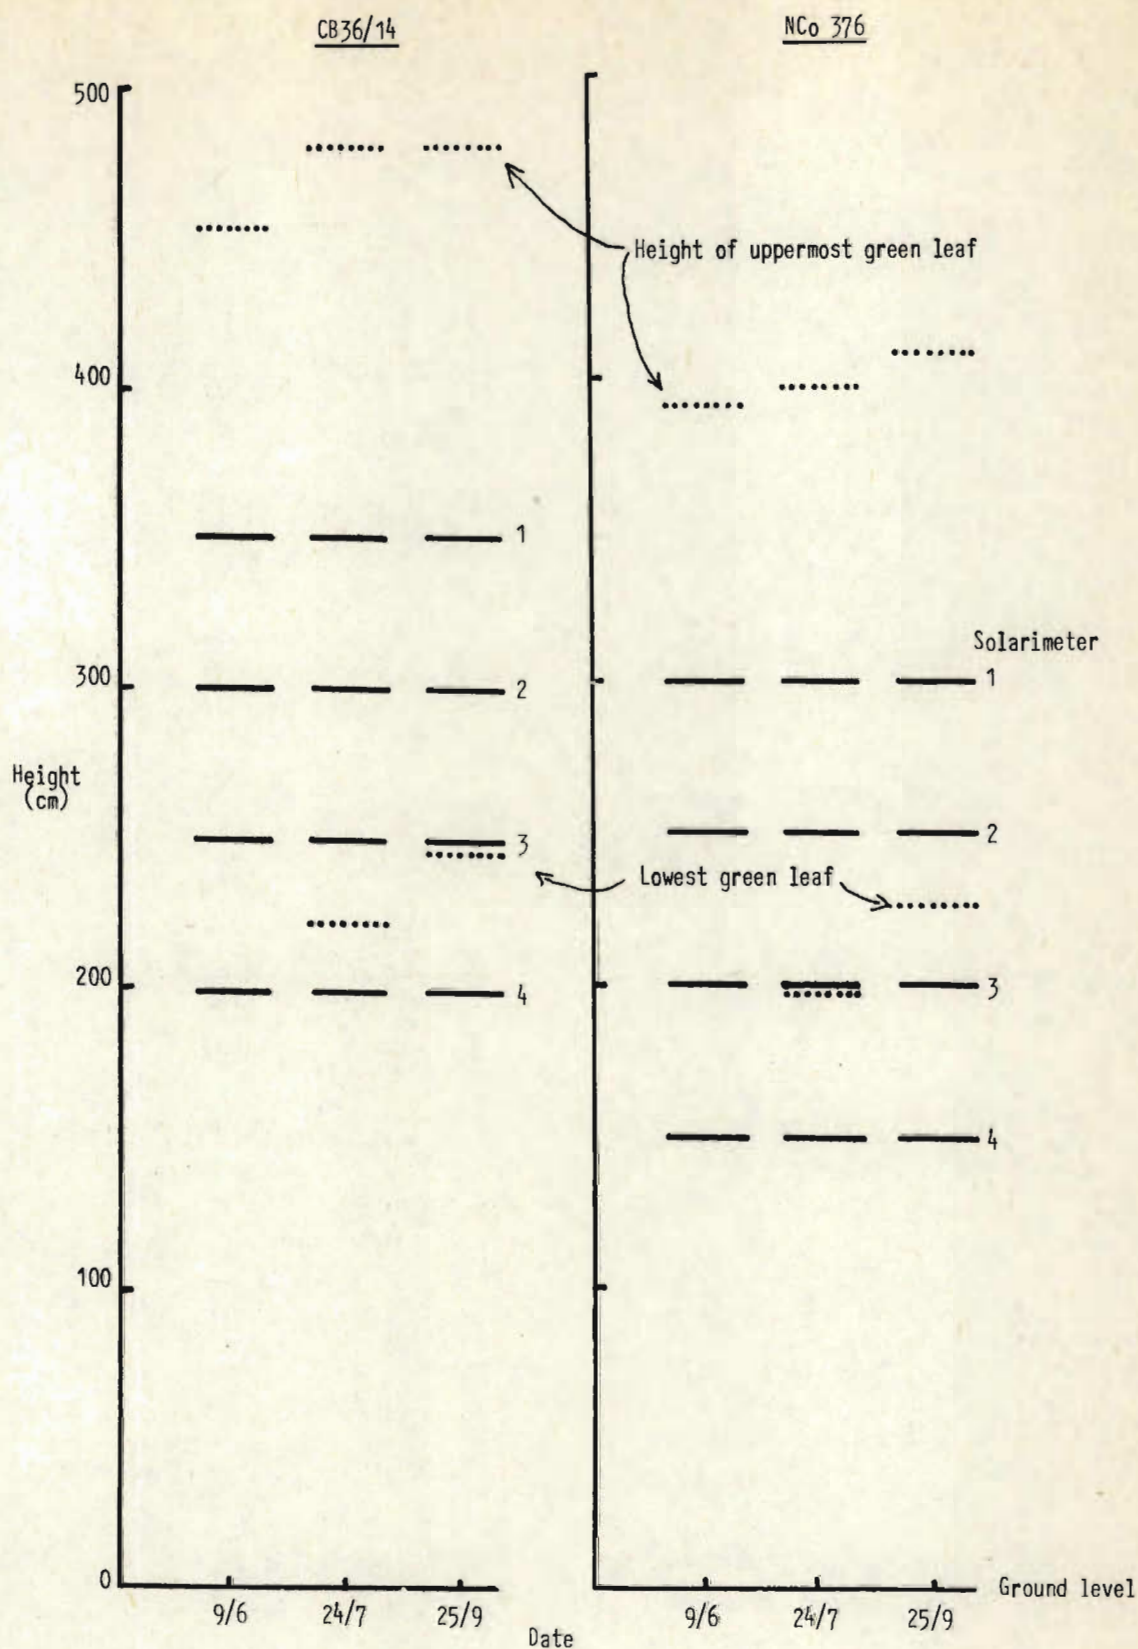 CB36/14
NCo 376
500
400
300
200
100
0
Height
(cm)
1
2
3
4
Height of uppermost green leaf
Lowest green leaf
Solarimeter
1
2
3
4
Ground level
9/6
24/7
25/9
9/6
24/7
25/9
Date